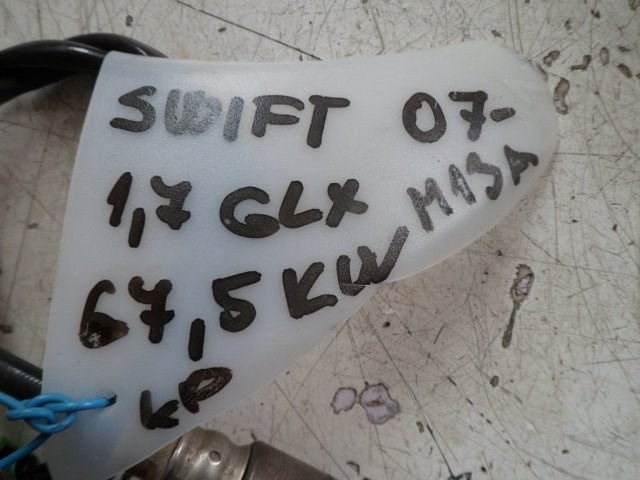 SWIFT 07-
1,7 GLX M13A
67,5 KW
KP